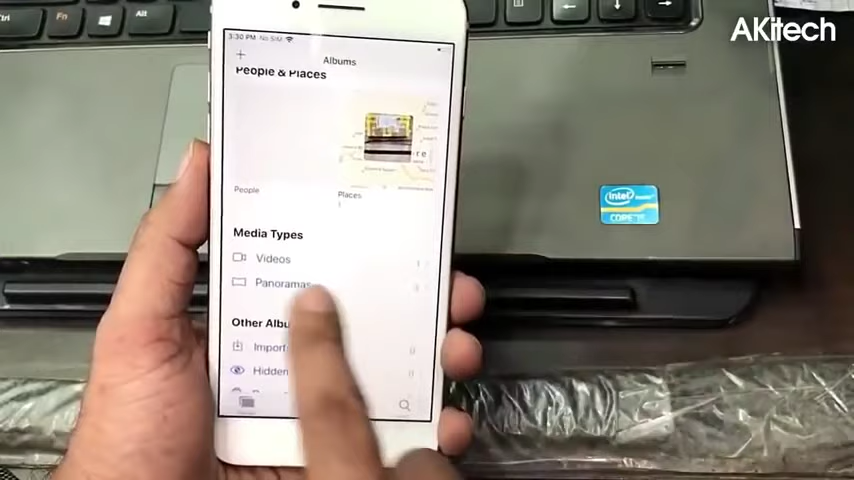 AKitech
Ctrl
Fn
Alt
3:30 PM No SIM
Albums
People & Places
People
Places
1
Media Types
Videos
Panoramas
Other Albu
Import
Hidden
intel
CORE